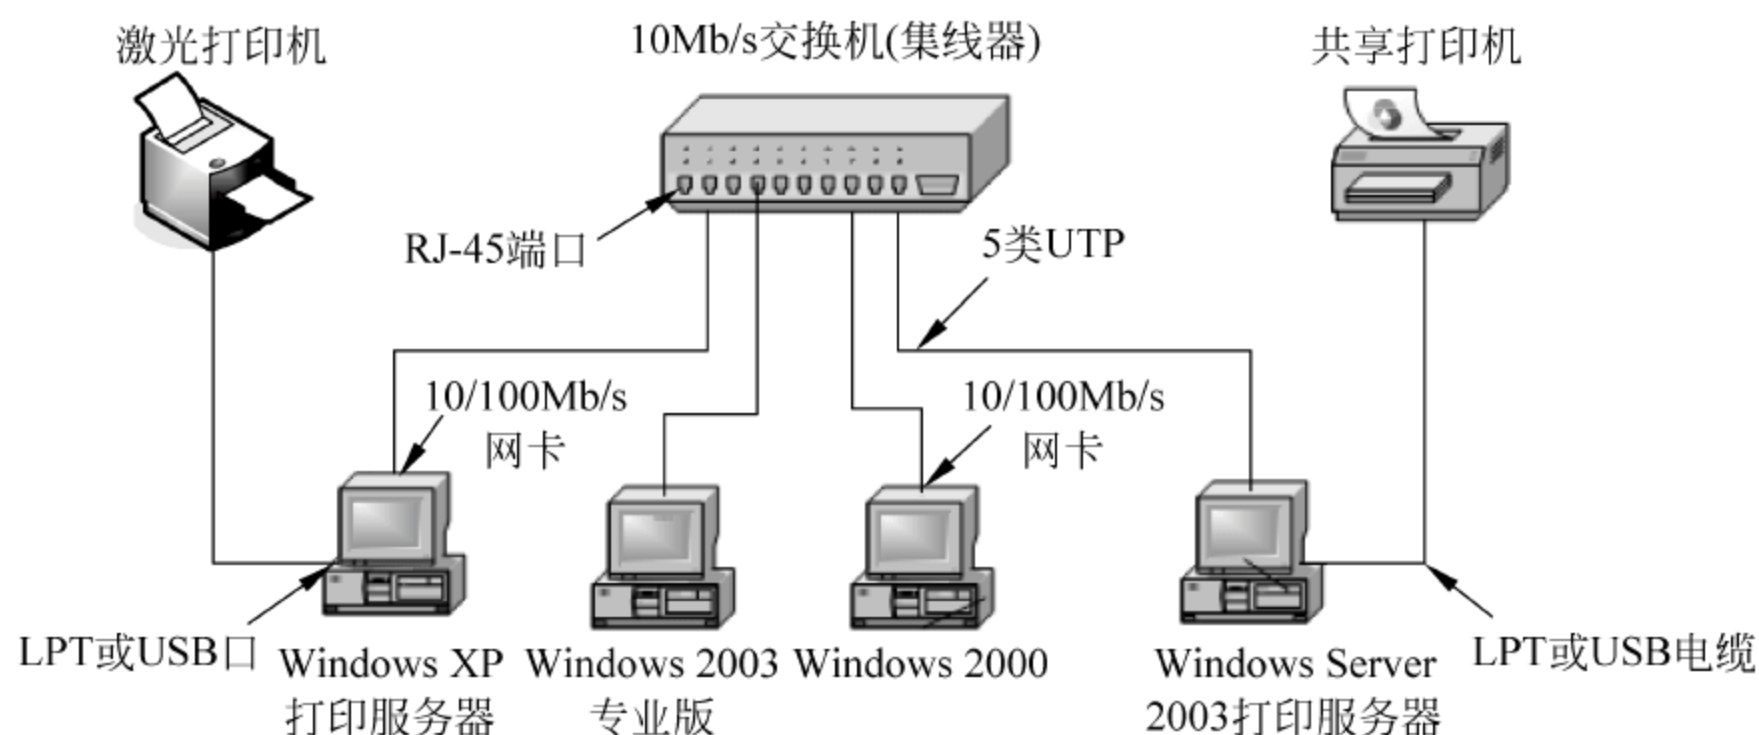 激光打印机
10Mb/s交换机(集线器)
共享打印机
RJ-45端口
5类UTP
10/100Mb/s
网卡
10/100Mb/s
网卡
LPT或USB口
Windows XP
打印服务器
Windows 2003
专业版
Windows 2000
Windows Server
2003打印服务器
LPT或USB电缆